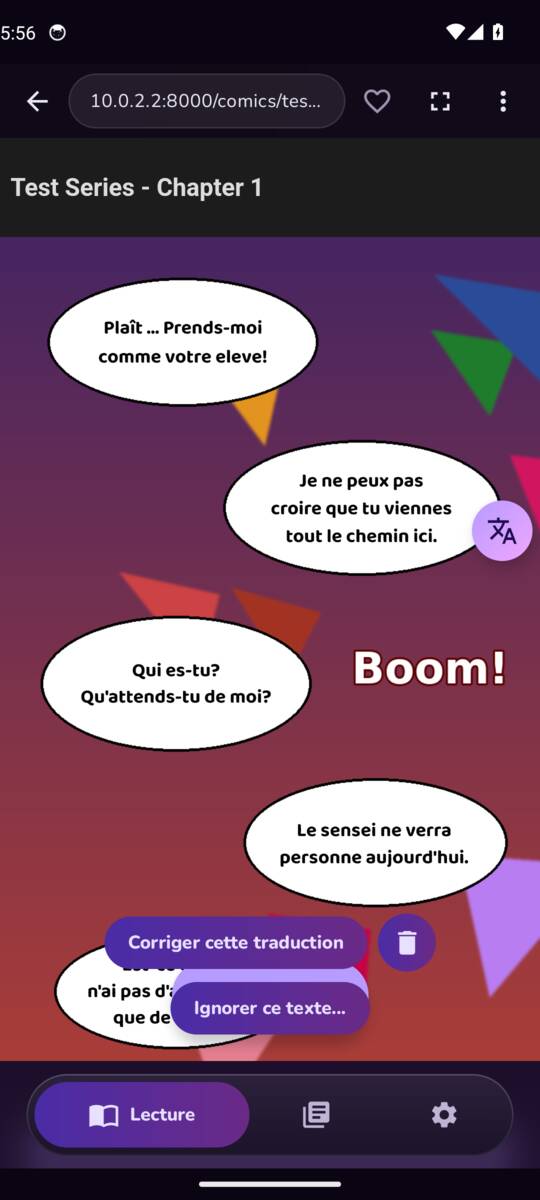 5:56
10.0.2.2:8000/comics/tes...
Test Series - Chapter 1
Plaît ... Prends-moi
comme votre eleve!
Je ne peux pas
croire que tu viennes
tout le chemin ici.
Qui es-tu?
Qu'attends-tu de moi?
Boom!
Le sensei ne verra
personne aujourd'hui.
Corriger cette traduction
n'ai pas d'a
que de
Ignorer ce texte...
Lecture